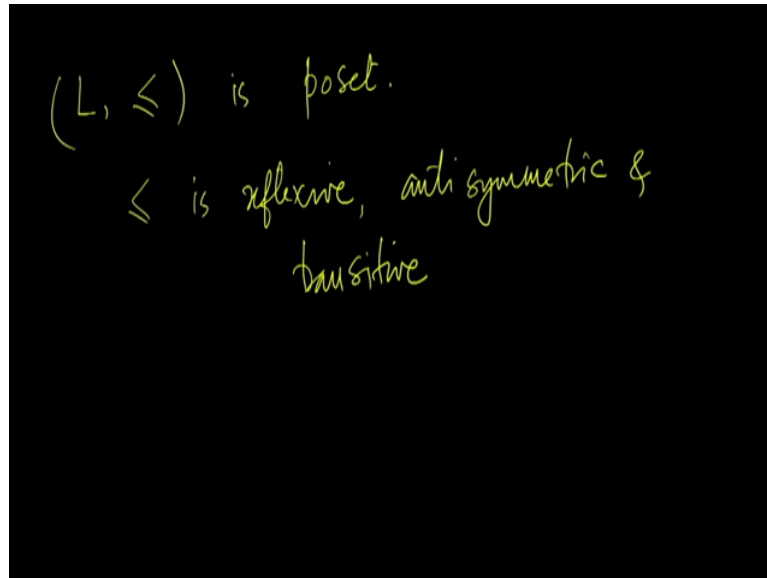 (L, ≤) is poset.
≤ is reflexive, anti symmetric &
transitive